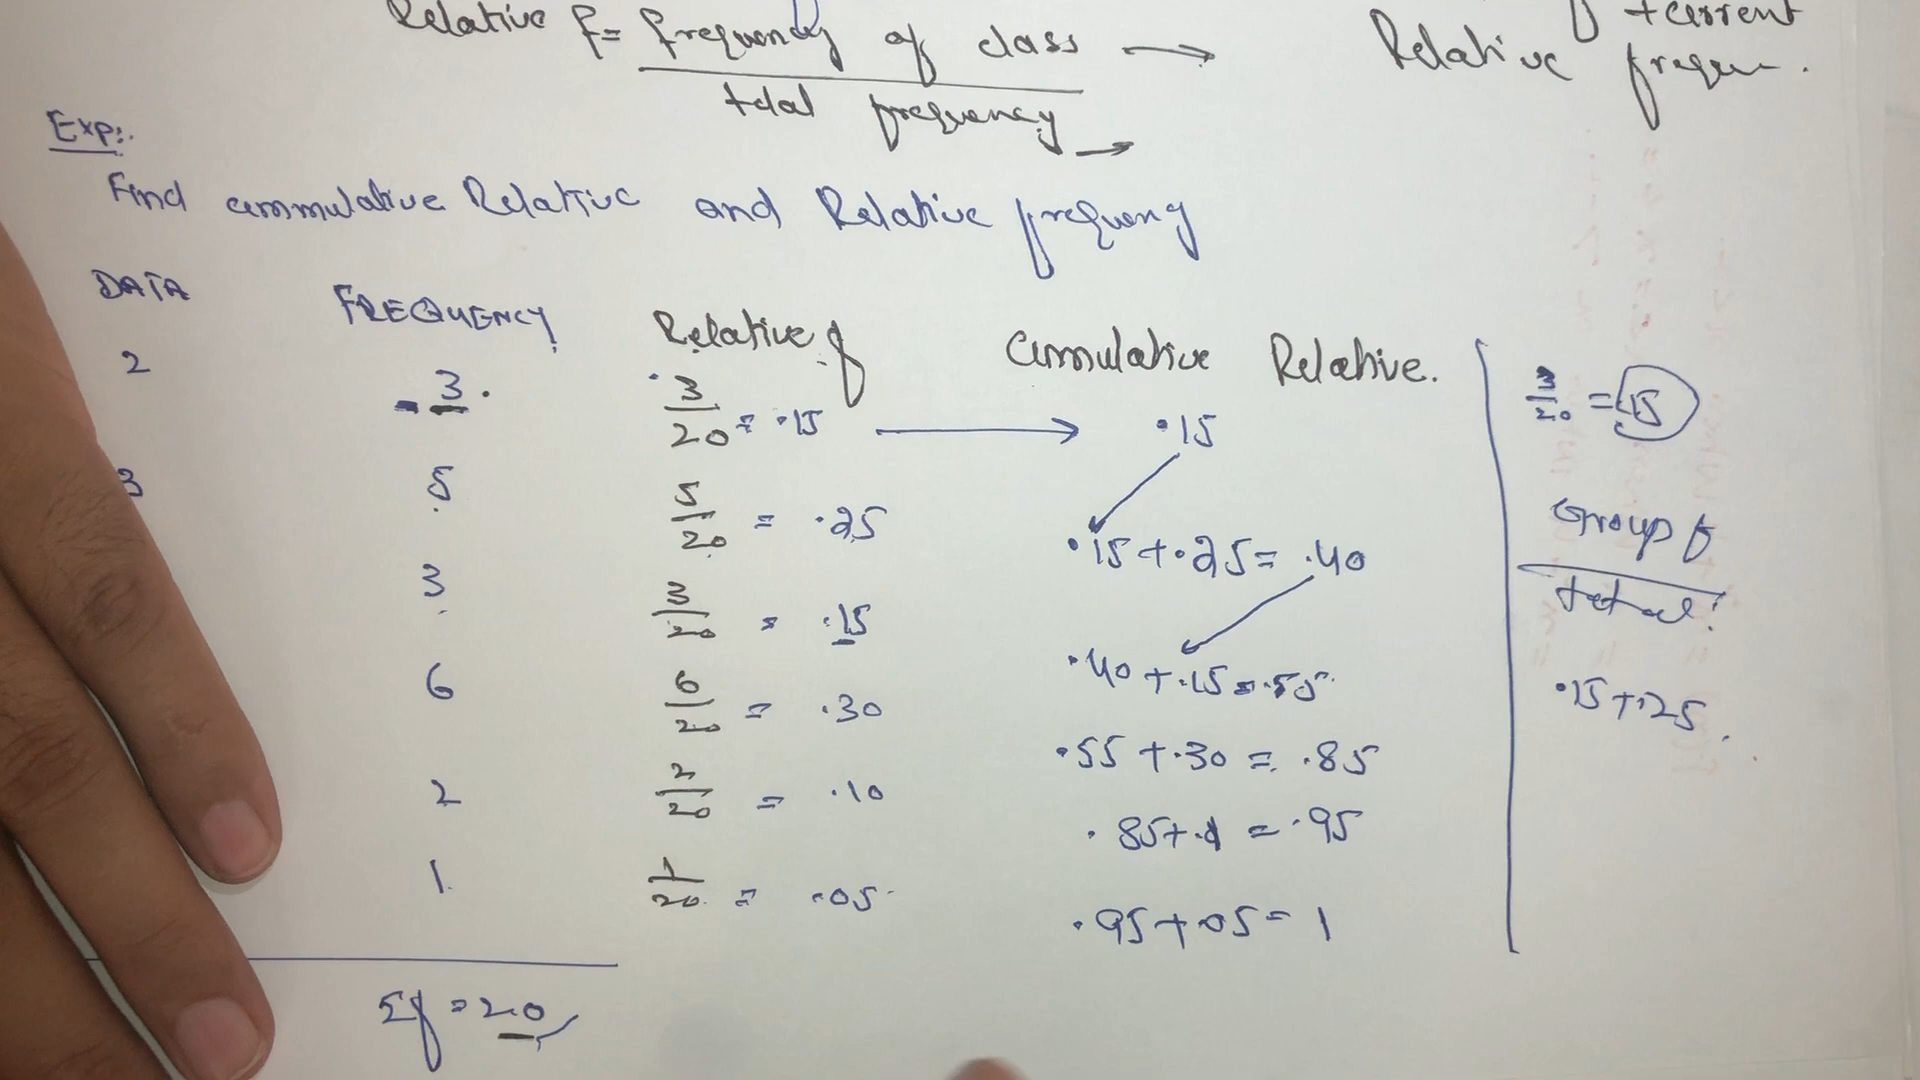 Relative f = frequency of class →
total frequency →
+ current
Relative frequen.
Exp:-
Find cummulative Relative and Relative frequency
DATA FREQUENCY Relative f Cumulative Relative.
2 3 3/20 = .15 → .15
3 5 5/20 = .25 .15+.25= .40
3 3/20 = .15 .40+.15=.55
6 6/20 = .30 .55+.30 = .85
2 2/20 = .10 .85+.1 = .95
1 1/20 = .05 .95+05= 1
Σf = 20
3/20 = .15
Group f
total
.15+.25